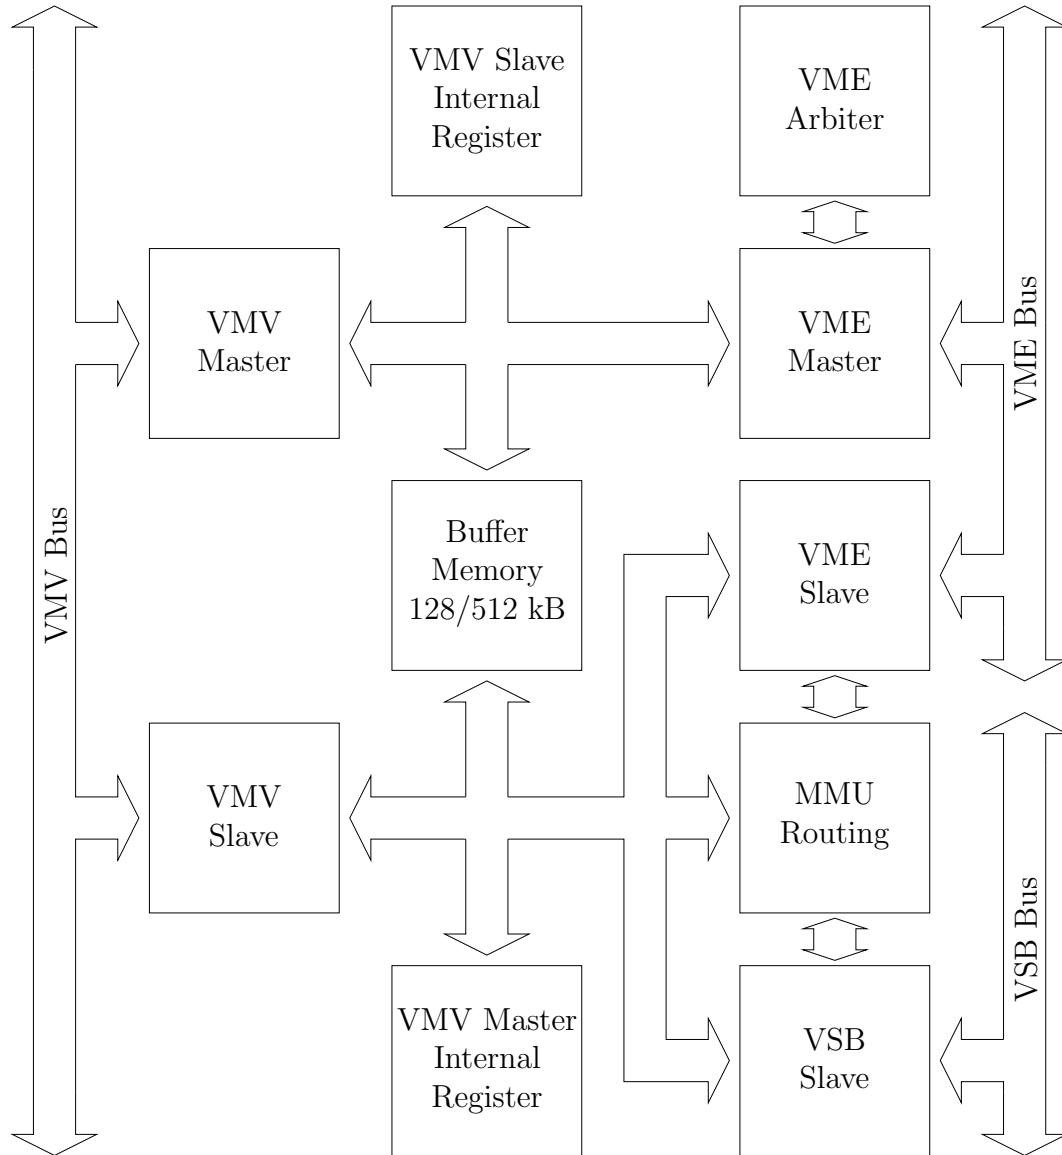 VMV Slave
Internal
Register
VME
Arbiter
VMV
Master
VME
Master
VME Bus
VMV Bus
Buffer
Memory
128/512 kB
VME
Slave
VMV
Slave
MMU
Routing
VSB Bus
VMV Master
Internal
Register
VSB
Slave